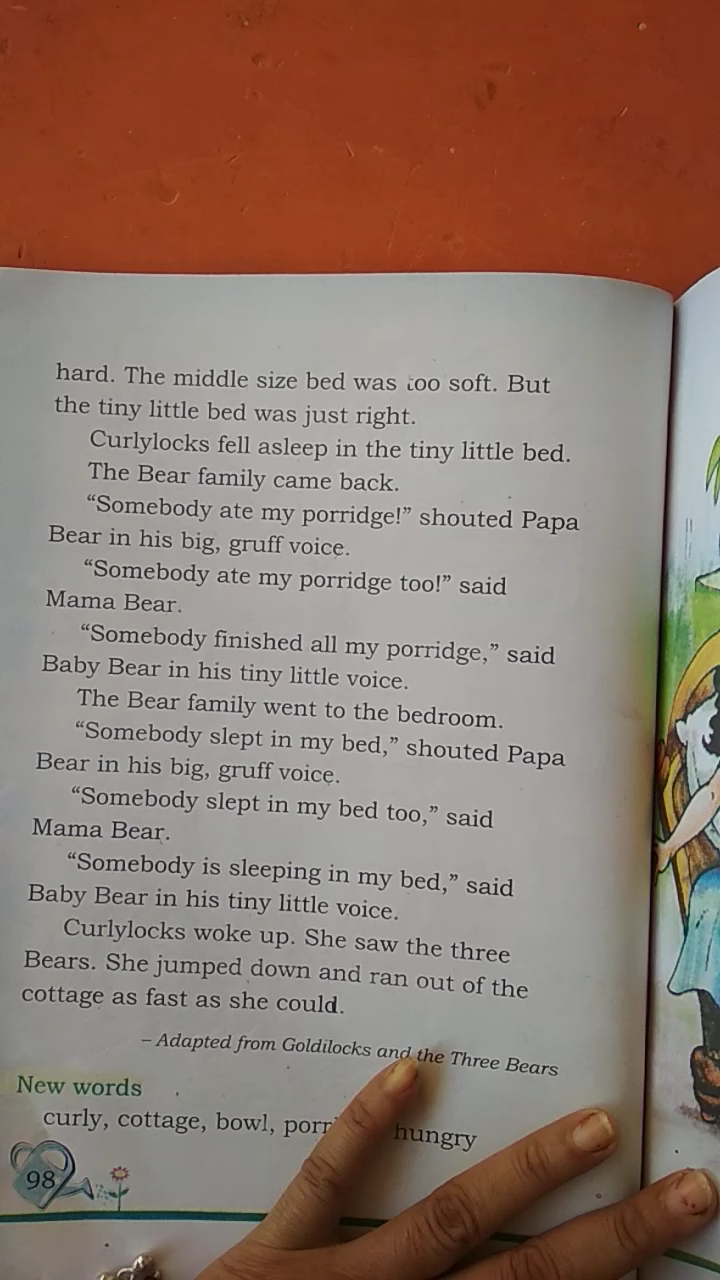 hard. The middle size bed was too soft. But
the tiny little bed was just right.
Curlylocks fell asleep in the tiny little bed.
The Bear family came back.
“Somebody ate my porridge!” shouted Papa
Bear in his big, gruff voice.
“Somebody ate my porridge too!” said
Mama Bear.
“Somebody finished all my porridge,” said
Baby Bear in his tiny little voice.
The Bear family went to the bedroom.
“Somebody slept in my bed,” shouted Papa
Bear in his big, gruff voice.
“Somebody slept in my bed too,” said
Mama Bear.
“Somebody is sleeping in my bed,” said
Baby Bear in his tiny little voice.
Curlylocks woke up. She saw the three
Bears. She jumped down and ran out of the
cottage as fast as she could.
– Adapted from Goldilocks and the Three Bears
New words
curly, cottage, bowl, hungry
98